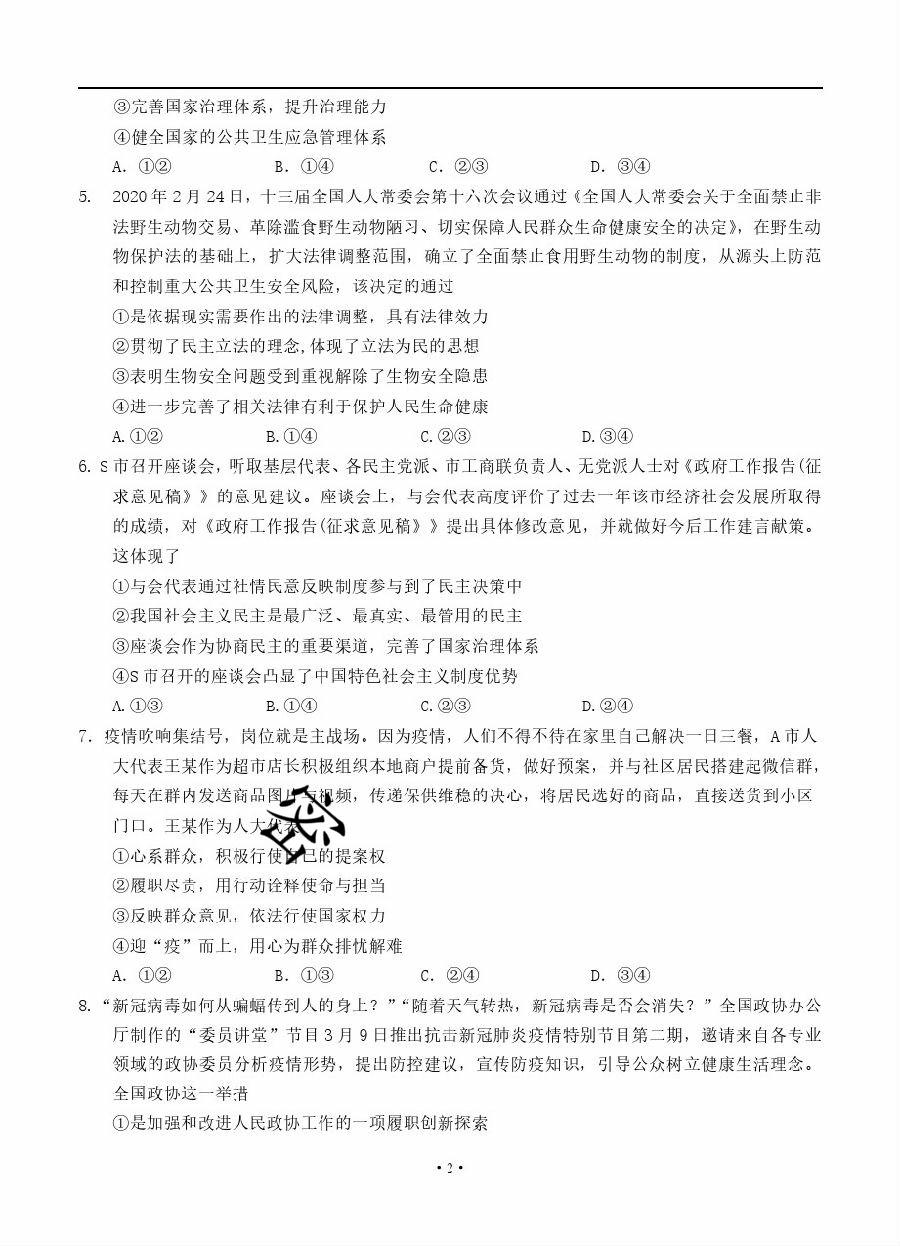 ③完善国家治理体系，提升治理能力
④健全国家的公共卫生应急管理体系
A. ①② B. ①④ C. ②③ D. ③④
5. 2020年2月24日，十三届全国人大常委会第十六次会议通过《全国人大常委会关于全面禁止非
法野生动物交易、革除滥食野生动物陋习、切实保障人民群众生命健康安全的决定》，在野生动
物保护法的基础上，扩大法律调整范围，确立了全面禁止食用野生动物的制度，从源头上防范
和控制重大公共卫生安全风险，该决定的通过
①是依据现实需要作出的法律调整，具有法律效力
②贯彻了民主立法的理念,体现了立法为民的思想
③表明生物安全问题受到重视解除了生物安全隐患
④进一步完善了相关法律有利于保护人民生命健康
A.①② B.①④ C.②③ D.③④
6. S市召开座谈会，听取基层代表、各民主党派、市工商联负责人、无党派人士对《政府工作报告(征
求意见稿》》的意见建议。座谈会上，与会代表高度评价了过去一年该市经济社会发展所取得
的成绩，对《政府工作报告(征求意见稿》》提出具体修改意见，并就做好今后工作建言献策。
这体现了
①与会代表通过社情民意反映制度参与到了民主决策中
②我国社会主义民主是最广泛、最真实、最管用的民主
③座谈会作为协商民主的重要渠道，完善了国家治理体系
④S市召开的座谈会凸显了中国特色社会主义制度优势
A.①③ B.①④ C.②③ D.②④
7. 疫情吹响集结号，岗位就是主战场。因为疫情，人们不得不待在家里自己解决一日三餐，A市人
大代表王某作为超市店长积极组织本地商户提前备货，做好预案，并与社区居民搭建起微信群，
每天在群内发送商品图片与视频，传递保供维稳的决心，将居民选好的商品，直接送货到小区
门口。王某作为人大代表
①心系群众，积极行使自己的提案权
②履职尽责，用行动诠释使命与担当
③反映群众意见，依法行使国家权力
④迎“疫”而上，用心为群众排忧解难
A. ①② B. ①③ C. ②④ D. ③④
8.“新冠病毒如何从蝙蝠传到人的身上？”“随着天气转热，新冠病毒是否会消失？”全国政协办公
厅制作的“委员讲堂”节目3月9日推出抗击新冠肺炎疫情特别节目第二期，邀请来自各专业
领域的政协委员分析疫情形势，提出防控建议，宣传防疫知识，引导公众树立健康生活理念。
全国政协这一举措
①是加强和改进人民政协工作的一项履职创新探索
·2·